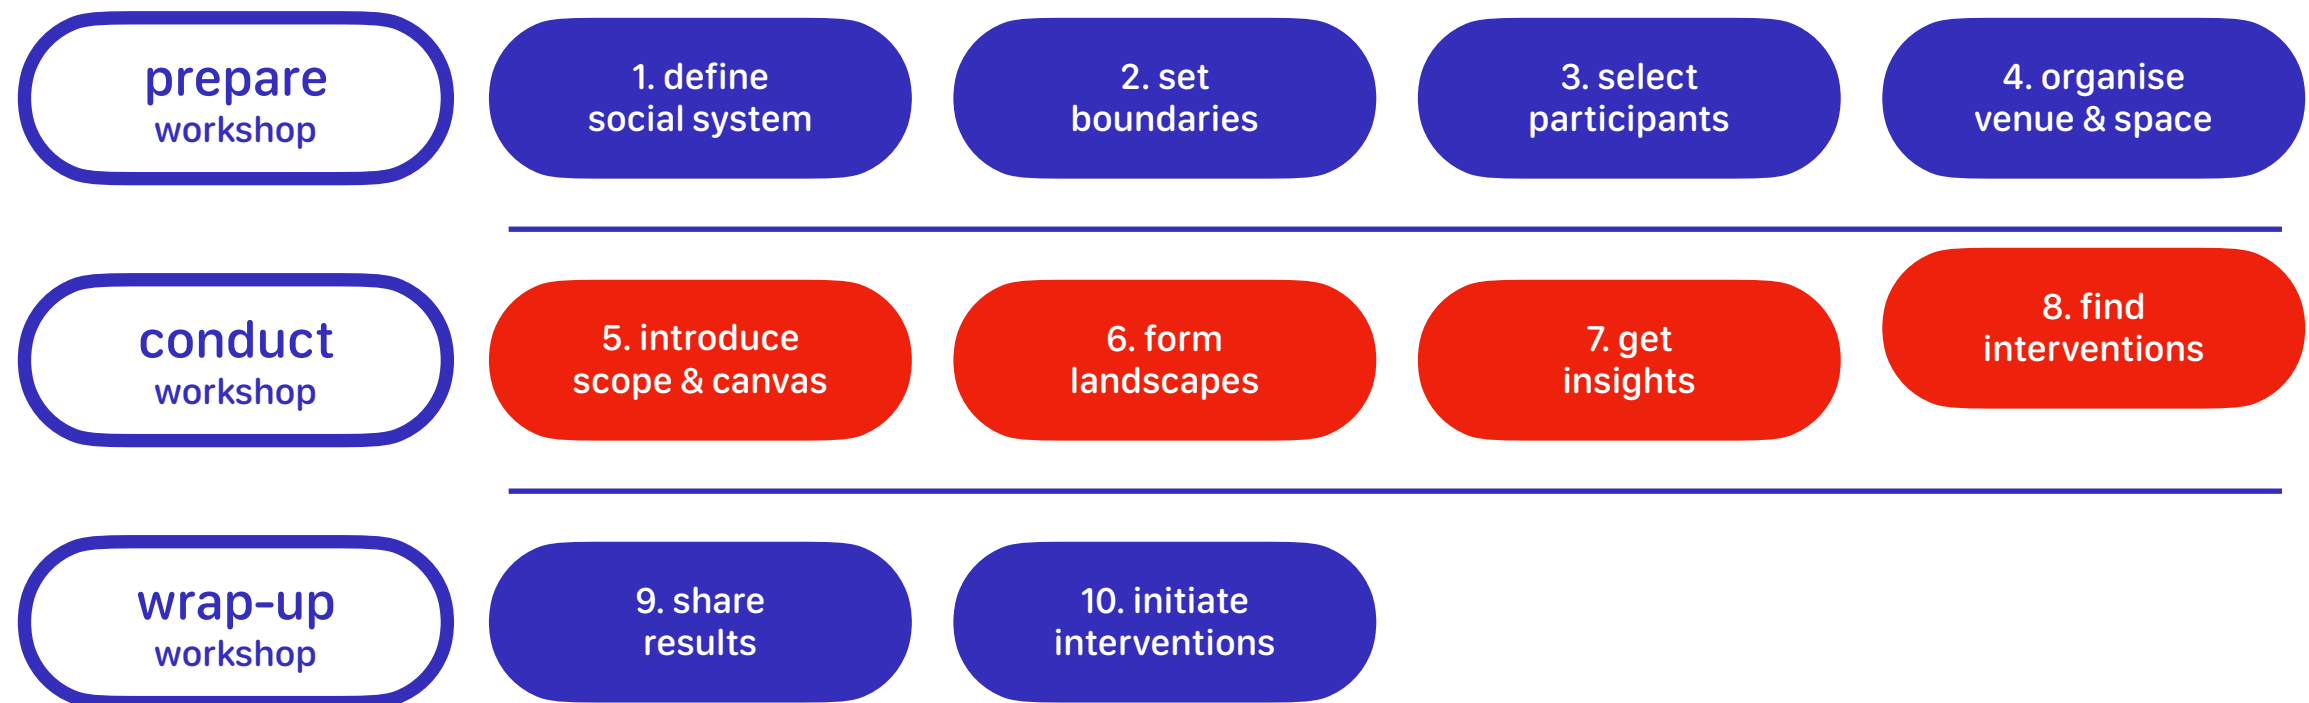 prepare
workshop
1. define
social system
2. set
boundaries
3. select
participants
4. organise
venue & space
conduct
workshop
5. introduce
scope & canvas
6. form
landscapes
7. get
insights
8. find
interventions
wrap-up
workshop
9. share
results
10. initiate
interventions